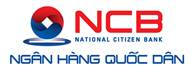 NCB
NATIONAL CITIZEN BANK
NGÂN HÀNG QUỐC DÂN